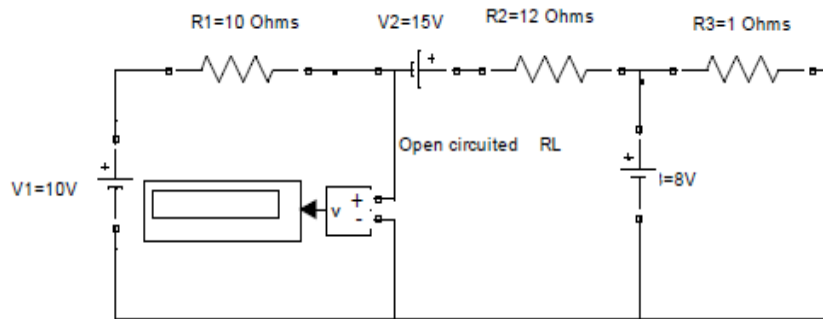 R1=10 Ohms
V2=15V
R2=12 Ohms
R3=1 Ohms
+
Open circuited RL
+
V1=10V
v
+
-
+
=8V